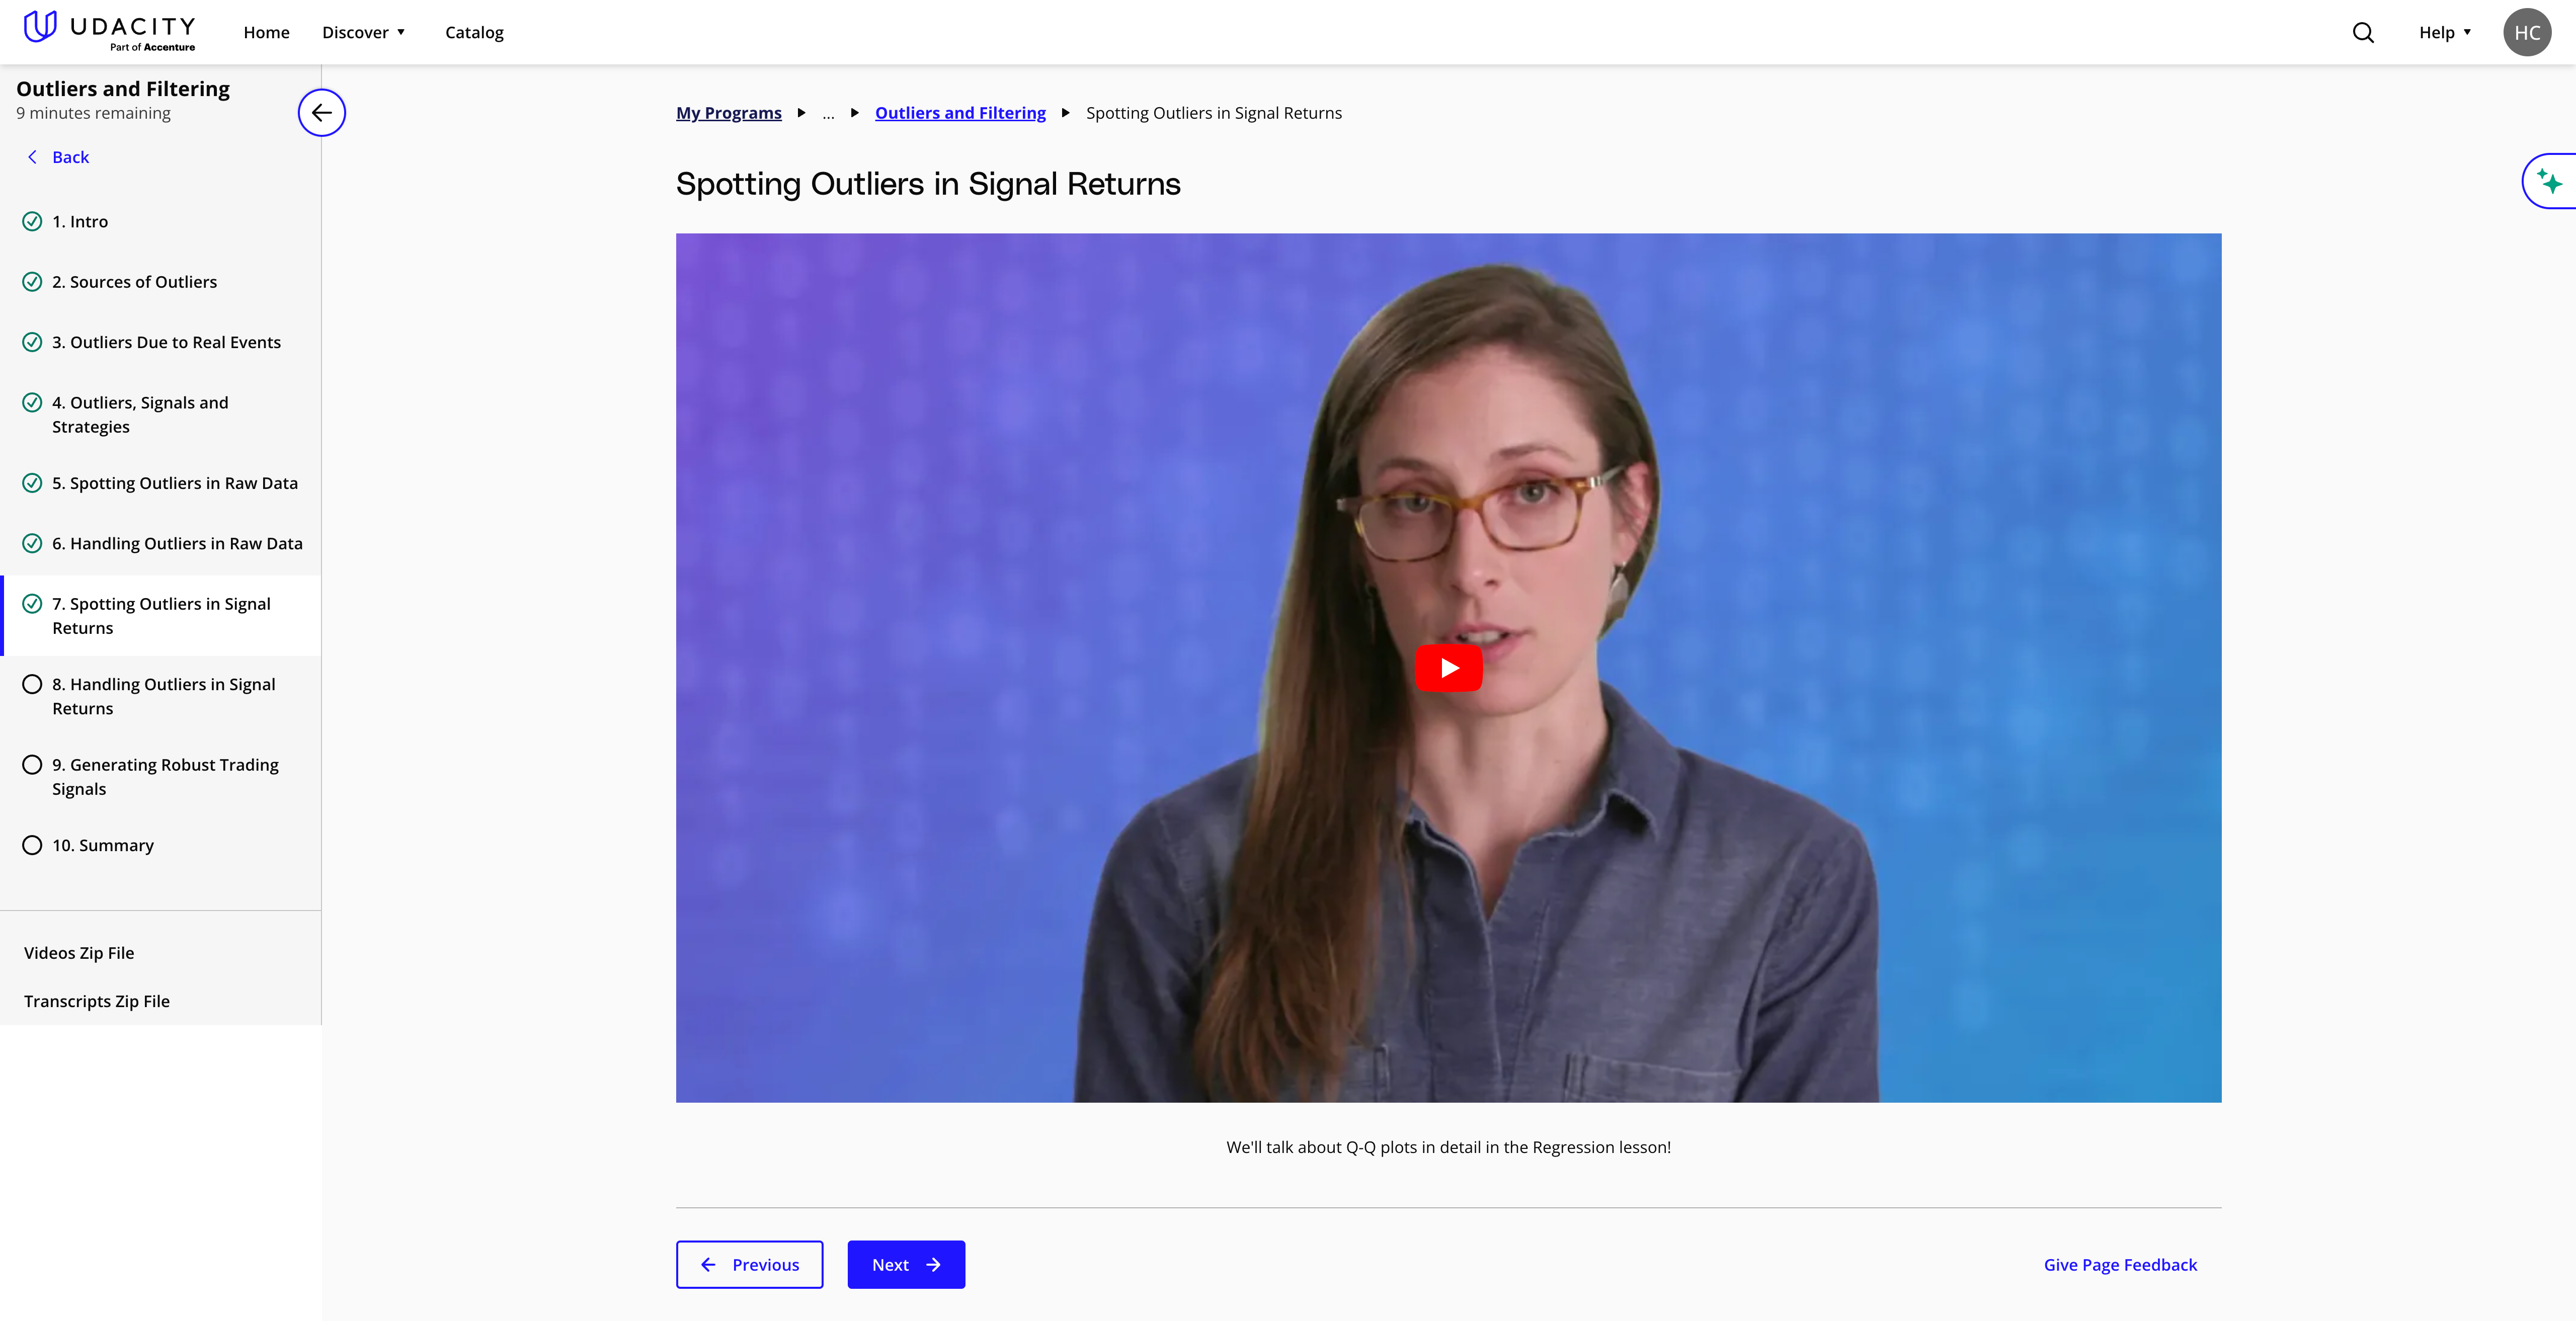 UDACITY
Part of Accenture
Home
Discover
Catalog
Help
HC
Outliers and Filtering
9 minutes remaining
Back
1. Intro
2. Sources of Outliers
3. Outliers Due to Real Events
4. Outliers, Signals and
Strategies
5. Spotting Outliers in Raw Data
6. Handling Outliers in Raw Data
7. Spotting Outliers in Signal
Returns
8. Handling Outliers in Signal
Returns
9. Generating Robust Trading
Signals
10. Summary
Videos Zip File
Transcripts Zip File
My Programs ... Outliers and Filtering Spotting Outliers in Signal Returns
Spotting Outliers in Signal Returns
We'll talk about Q-Q plots in detail in the Regression lesson!
Previous
Next
Give Page Feedback